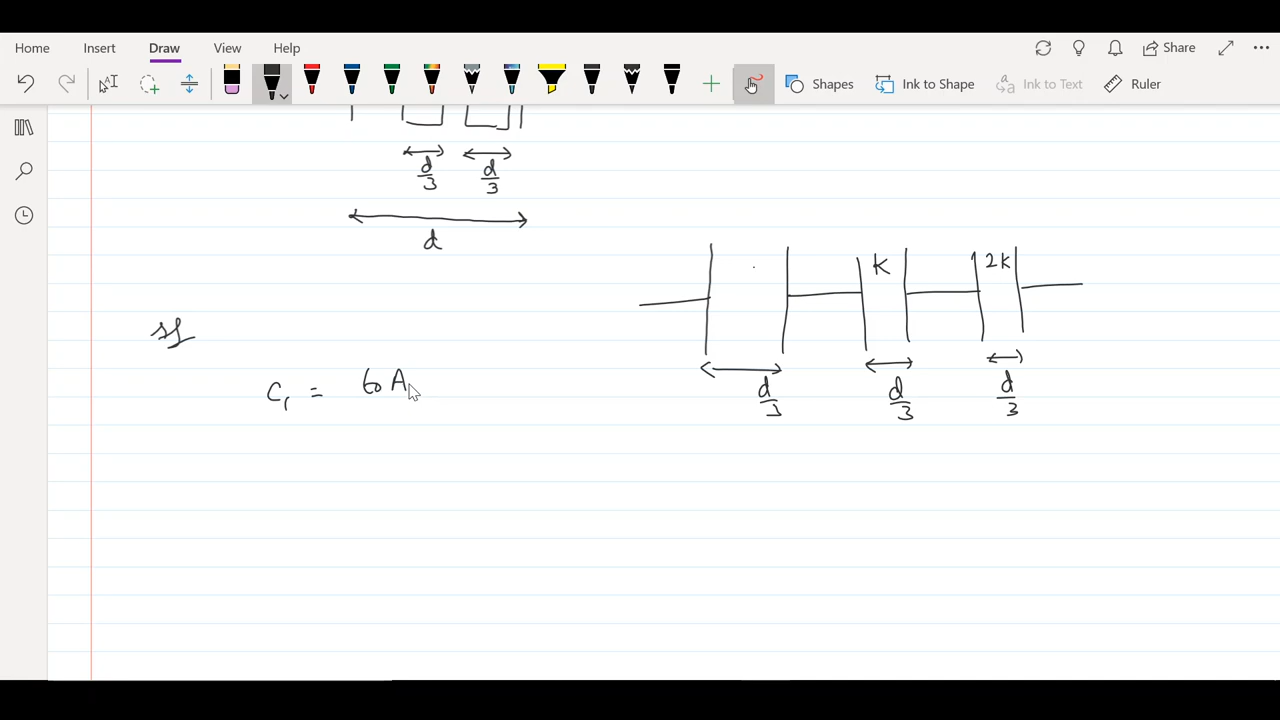 Home Insert Draw View Help Share
Shapes Ink to Shape Ink to Text Ruler
d/3 d/3
d
K 2K
d/3 d/3 d/3
C₁ = ϵ₀ A